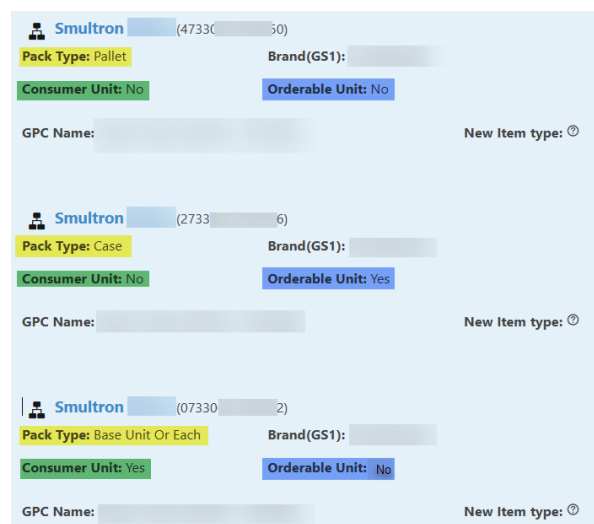 Smultron (47330 50)
Pack Type: Pallet Brand(GS1):
Consumer Unit: No Orderable Unit: No
GPC Name: New Item type: ?
Smultron (2733 6)
Pack Type: Case Brand(GS1):
Consumer Unit: No Orderable Unit: Yes
GPC Name: New Item type: ?
Smultron (07330 2)
Pack Type: Base Unit Or Each Brand(GS1):
Consumer Unit: Yes Orderable Unit: No
GPC Name: New Item type: ?